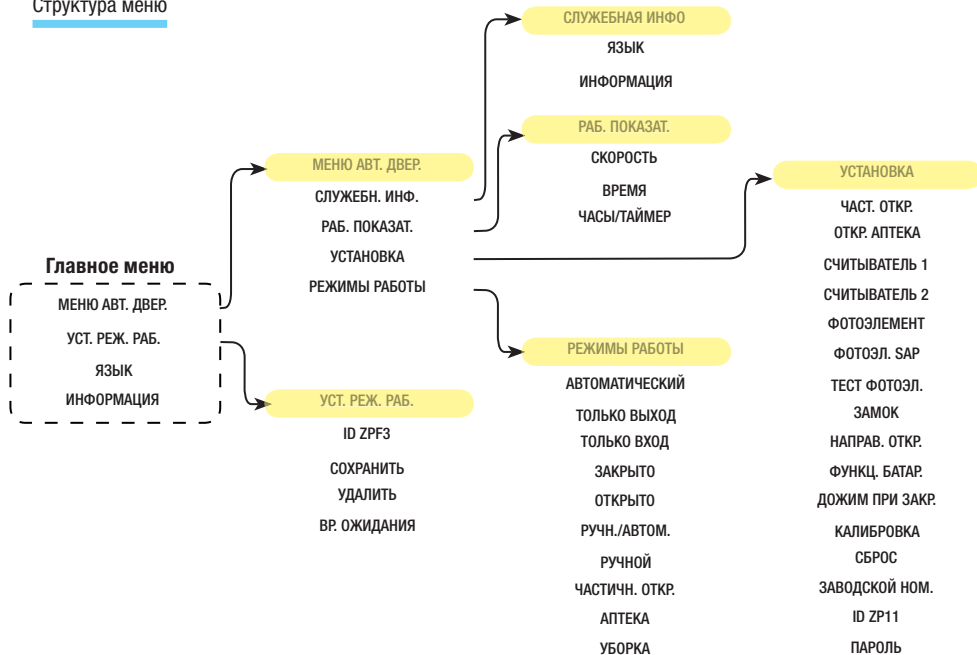 Структура меню
Главное меню
МЕНЮ АВТ. ДВЕР.
УСТ. РЕЖ. РАБ.
ЯЗЫК
ИНФОРМАЦИЯ
МЕНЮ АВТ. ДВЕР.
СЛУЖЕБН. ИНФ.
РАБ. ПОКАЗАТ.
УСТАНОВКА
РЕЖИМЫ РАБОТЫ
УСТ. РЕЖ. РАБ.
ID ZPF3
СОХРАНИТЬ
УДАЛИТЬ
ВР. ОЖИДАНИЯ
СЛУЖЕБНАЯ ИНФО
ЯЗЫК
ИНФОРМАЦИЯ
РАБ. ПОКАЗАТ.
СКОРОСТЬ
ВРЕМЯ
ЧАСЫ/ТАЙМЕР
РЕЖИМЫ РАБОТЫ
АВТОМАТИЧЕСКИЙ
ТОЛЬКО ВЫХОД
ТОЛЬКО ВХОД
ЗАКРЫТО
ОТКРЫТО
РУЧН./АВТОМ.
РУЧНОЙ
ЧАСТИЧН. ОТКР.
АПТЕКА
УБОРКА
УСТАНОВКА
ЧАСТ. ОТКР.
ОТКР. АПТЕКА
СЧИТЫВАТЕЛЬ 1
СЧИТЫВАТЕЛЬ 2
ФОТОЭЛЕМЕНТ
ФОТОЭЛ. SAP
ТЕСТ ФОТОЭЛ.
ЗАМОК
НАПРАВ. ОТКР.
ФУНКЦ. БАТАР.
ДОЖИМ ПРИ ЗАКР.
КАЛИБРОВКА
СБРОС
ЗАВОДСКОЙ НОМ.
ID ZP11
ПАРОЛЬ